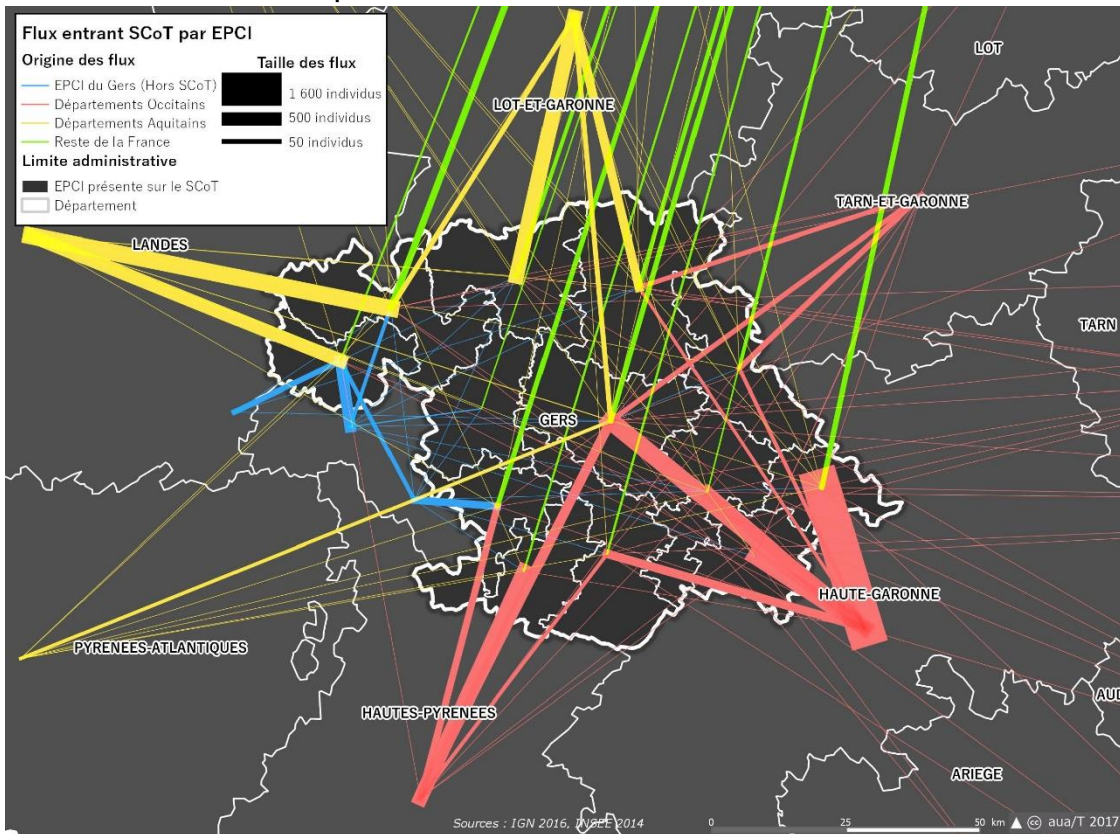 Flux entrant SCoT par EPCI
Origine des flux
EPCI du Gers (Hors SCoT)
Départements Occitains
Départements Aquitains
Reste de la France
Taille des flux
1 600 individus
500 individus
50 individus
Limite administrative
EPCI présente sur le SCoT
Département
LOT
LOT-ET-GARONNE
TARN-ET-GARONNE
LANDES
TARN
GERS
HAUTE-GARONNE
PYRENEES-ATLANTIQUES
HAUTES-PYRENEES
AUD
ARIEGE
Sources : IGN 2016, INSEE 2014
0 25 50 km
cc aua/T 2017